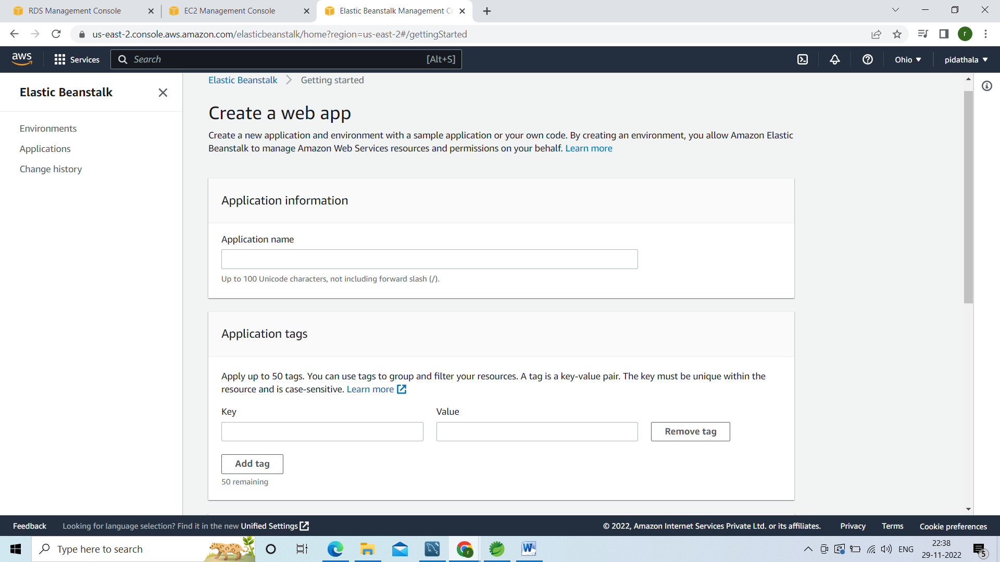 RDS Management Console
EC2 Management Console
Elastic Beanstalk Management Co
us-east-2.console.aws.amazon.com/elasticbeanstalk/home?region=us-east-2#/gettingStarted
r
aws
Services
Search
[Alt+S]
Ohio
pidathala
Elastic Beanstalk
Environments
Applications
Change history
Elastic Beanstalk
Getting started
Create a web app
Create a new application and environment with a sample application or your own code. By creating an environment, you allow Amazon Elastic
Beanstalk to manage Amazon Web Services resources and permissions on your behalf. Learn more
Application information
Application name
Up to 100 Unicode characters, not including forward slash (/).
Application tags
Apply up to 50 tags. You can use tags to group and filter your resources. A tag is a key-value pair. The key must be unique within the
resource and is case-sensitive. Learn more
Key
Value
Remove tag
Add tag
50 remaining
Feedback
Looking for language selection? Find it in the new Unified Settings
© 2022, Amazon Internet Services Private Ltd. or its affiliates.
Privacy
Terms
Cookie preferences
Type here to search
r
W
ENG
22:38
29-11-2022
5